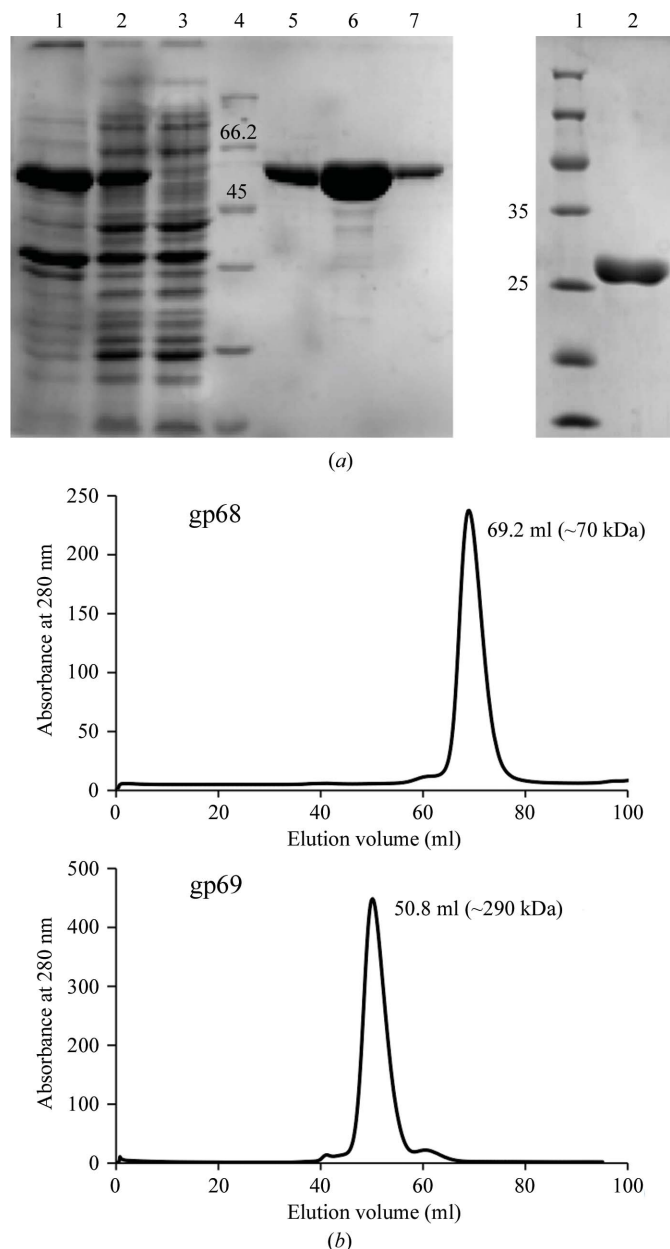 1 2 3 4 5 6 7
66.2
45
1 2
35
25
(a)
gp68
69.2 ml (~70 kDa)
Absorbance at 280 nm
250
200
150
100
50
0
0 20 40 60 80 100
Elution volume (ml)
gp69
50.8 ml (~290 kDa)
Absorbance at 280 nm
500
400
300
200
100
0
0 20 40 60 80 100
Elution volume (ml)
(b)